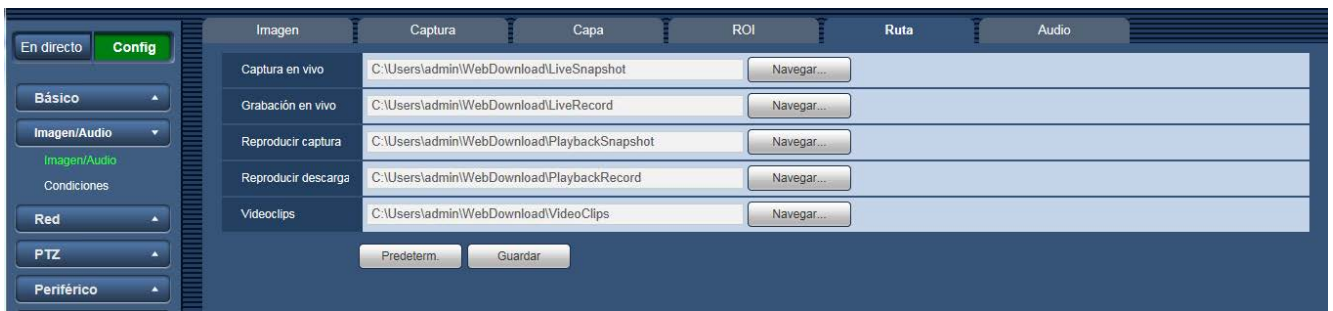 Imagen Captura Capa ROI Ruta Audio
En directo Config
Captura en vivo C:\Users\admin\WebDownload\LiveSnapshot Navegar...
Básico
Grabación en vivo C:\Users\admin\WebDownload\LiveRecord Navegar...
Imagen/Audio
Reproducir captura C:\Users\admin\WebDownload\PlaybackSnapshot Navegar...
Imagen/Audio
Reproducir descarga C:\Users\admin\WebDownload\PlaybackRecord Navegar...
Condiciones
Videoclips C:\Users\admin\WebDownload\VideoClips Navegar...
Red
PTZ
Predeterm. Guardar
Periférico